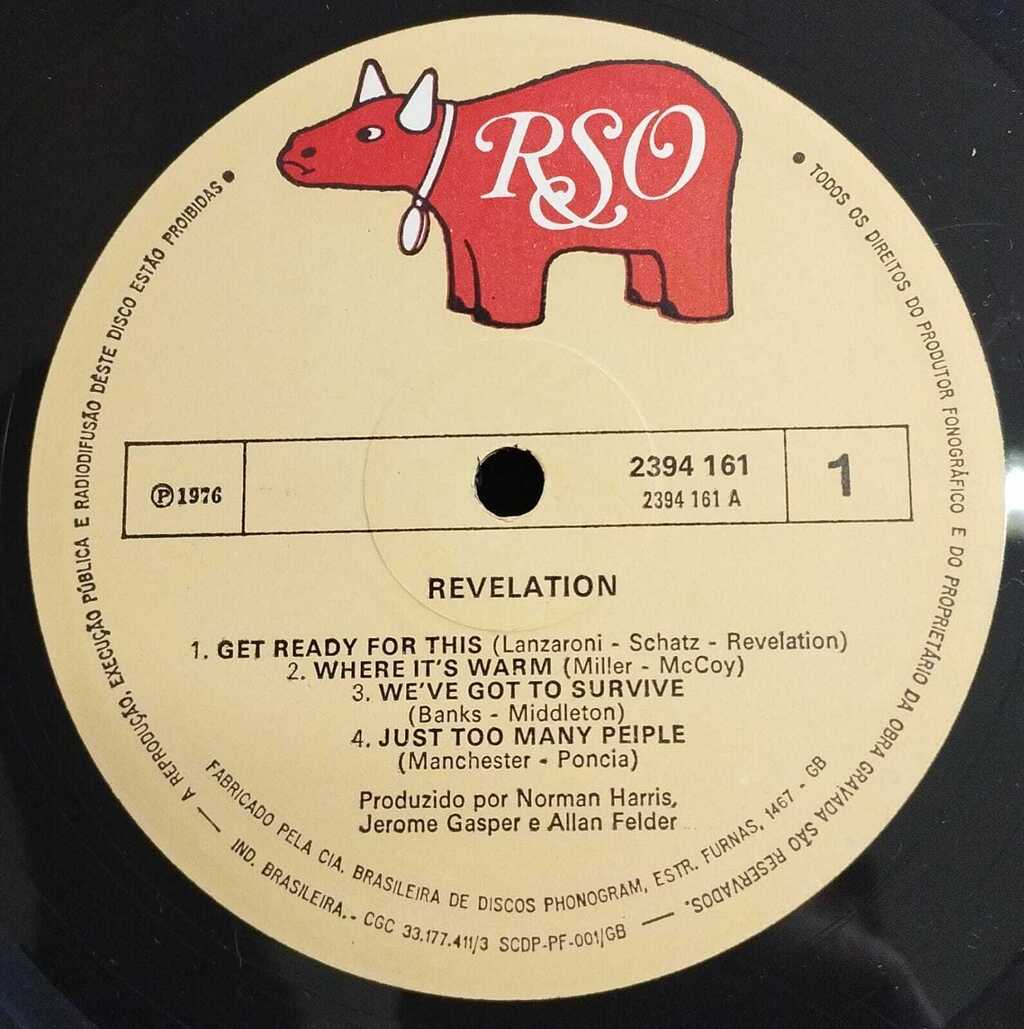 RSO
℗1976
2394 161
2394 161 A
1
REVELATION
1. GET READY FOR THIS (Lanzaroni - Schatz - Revelation)
2. WHERE IT'S WARM (Miller - McCoy)
3. WE'VE GOT TO SURVIVE
(Banks - Middleton)
4. JUST TOO MANY PEIPLE
(Manchester - Poncia)
Produzido por Norman Harris,
Jerome Gasper e Allan Felder
FABRICADO PELA CIA. BRASILEIRA DE DISCOS PHONOGRAM, ESTR. FURNAS, 1467 - GB
IND. BRASILEIRA. - CGC 33.177.411/3 SCDP-PF-001/GB
— TODOS OS DIREITOS DO PRODUTOR FONOGRÁFICO E DO PROPRIETÁRIO DA OBRA GRAVADA SÃO RESERVADOS. —
A REPRODUÇÃO, EXECUÇÃO PÚBLICA E RADIODIFUSÃO DÊSTE DISCO ESTÃO PROIBIDAS